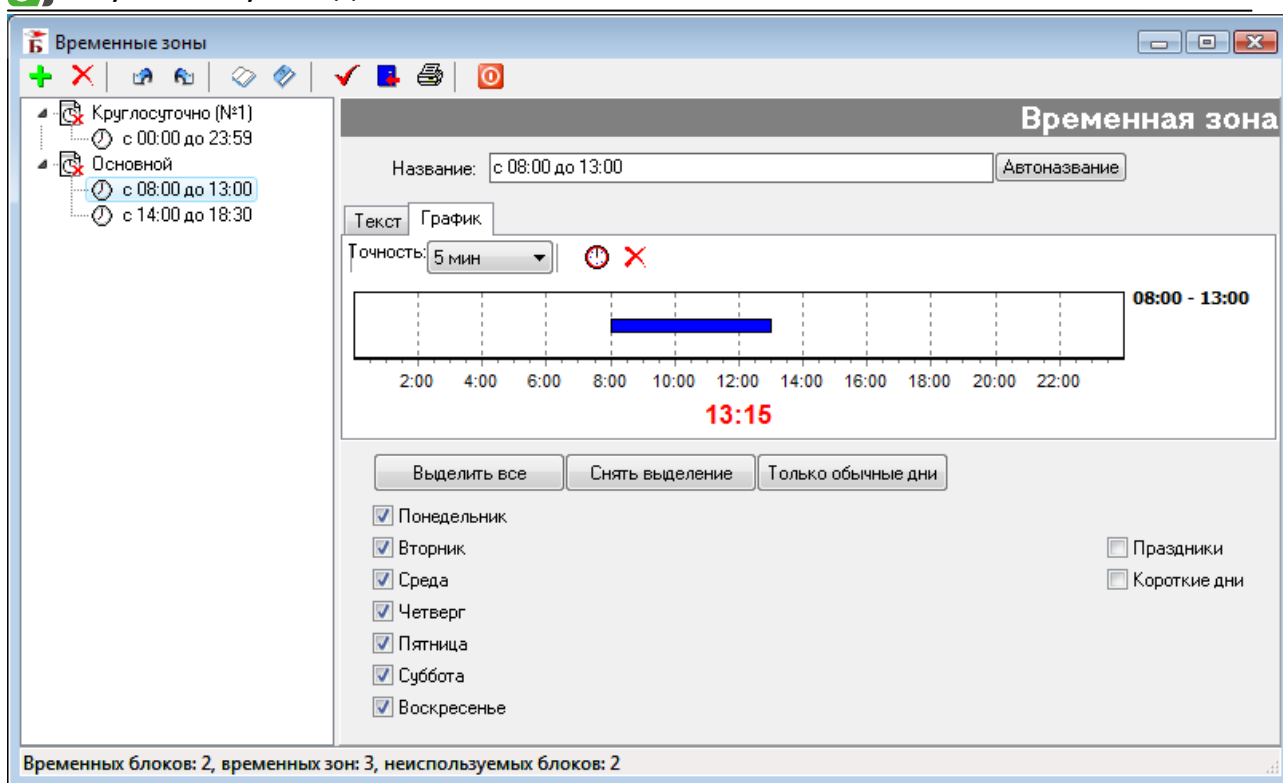 Временные зоны
Круглосуточно (№1)
с 00:00 до 23:59
Основной
с 08:00 до 13:00
с 14:00 до 18:30
Временная зона
Название: с 08:00 до 13:00 Автоназвание
Текст График
Точность: 5 мин
08:00 - 13:00
2:00 4:00 6:00 8:00 10:00 12:00 14:00 16:00 18:00 20:00 22:00
13:15
Выделить все Снять выделение Только обычные дни
Понедельник
Вторник Праздники
Среда Короткие дни
Четверг
Пятница
Суббота
Воскресенье
Временных блоков: 2, временных зон: 3, неиспользуемых блоков: 2